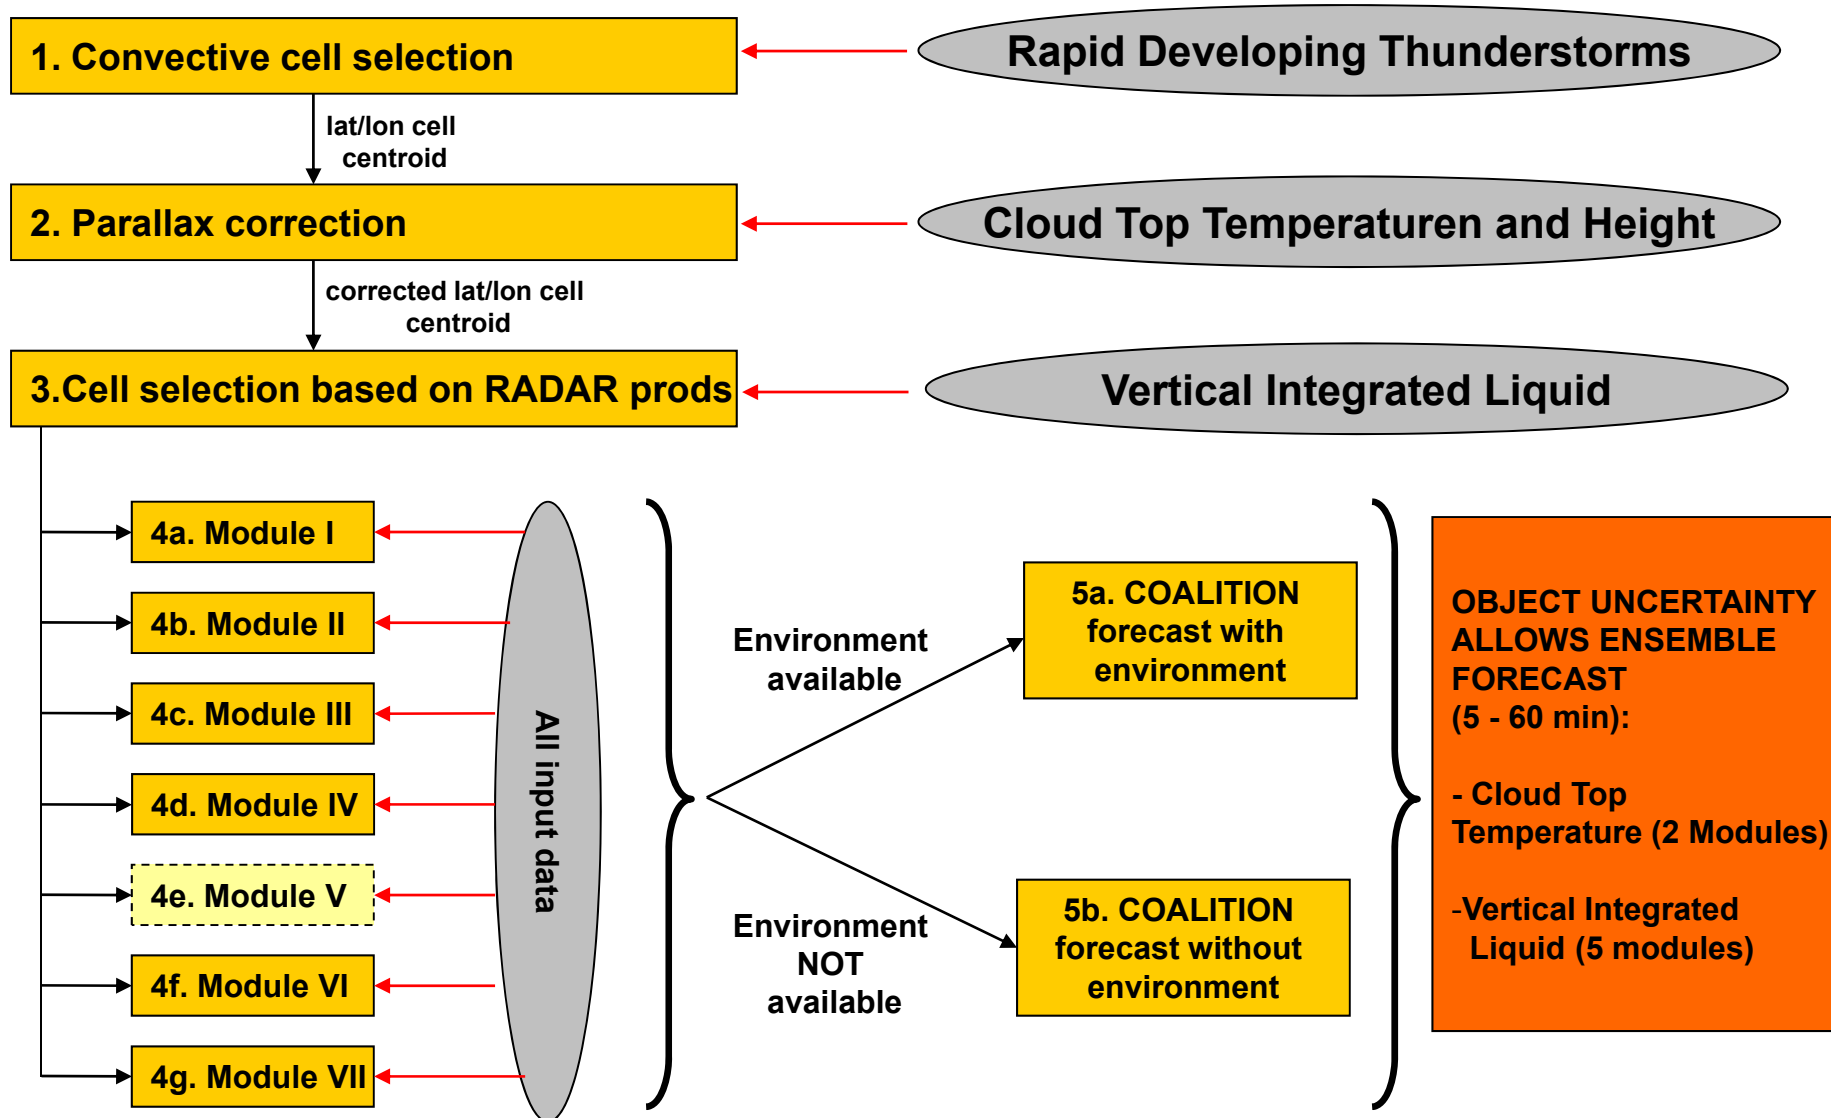 1. Convective cell selection
Rapid Developing Thunderstorms
lat/lon cell
centroid
2. Parallax correction
Cloud Top Temperaturen and Height
corrected lat/lon cell
centroid
3.Cell selection based on RADAR prods
Vertical Integrated Liquid
4a. Module I
4b. Module II
4c. Module III
4d. Module IV
4e. Module V
4f. Module VI
4g. Module VII
All input data
Environment
available
Environment
NOT
available
5a. COALITION
forecast with
environment
5b. COALITION
forecast without
environment
OBJECT UNCERTAINTY
ALLOWS ENSEMBLE
FORECAST
(5 - 60 min):
- Cloud Top
Temperature (2 Modules)
-Vertical Integrated
Liquid (5 modules)